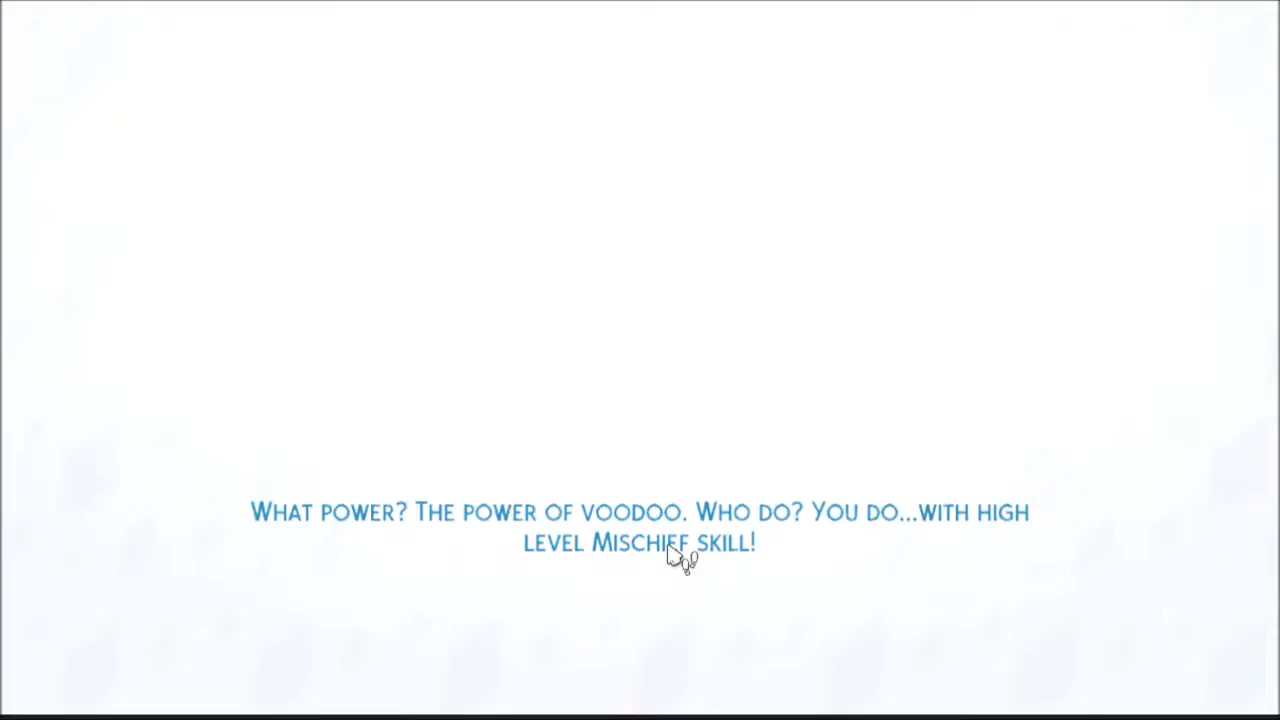 What power? The power of voodoo. Who do? You do...with high
level Mischief skill!